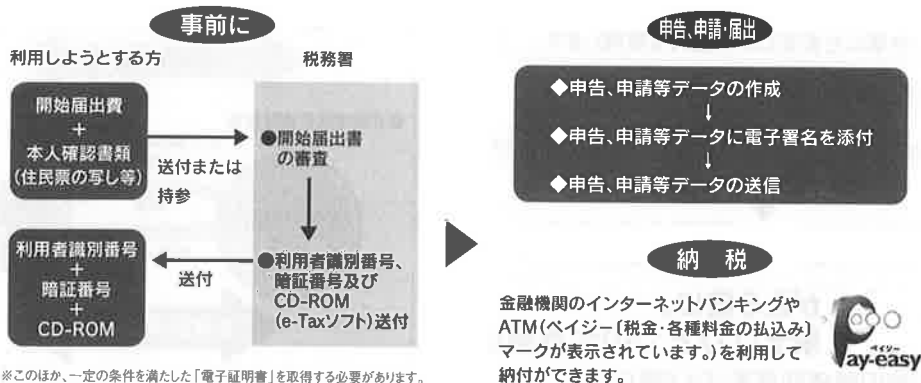 事前に
利用しようとする方
税務署
開始届出費
+
本人確認書類
(住民票の写し等)
送付または
持参
●開始届出書
の審査
利用者識別番号
+
暗証番号
+
CD-ROM
送付
●利用者識別番号、
暗証番号及び
CD-ROM
(e-Taxソフト)送付
※このほか、一定の条件を満たした「電子証明書」を取得する必要があります。
申告、申請・届出
◆申告、申請等データの作成
↓
◆申告、申請等データに電子署名を添付
↓
◆申告、申請等データの送信
納 税
金融機関のインターネットバンキングや
ATM(ペイジー〔税金・各種料金の払込み〕
マークが表示されています。)を利用して
納付ができます。
ペイジー
Pay-easy